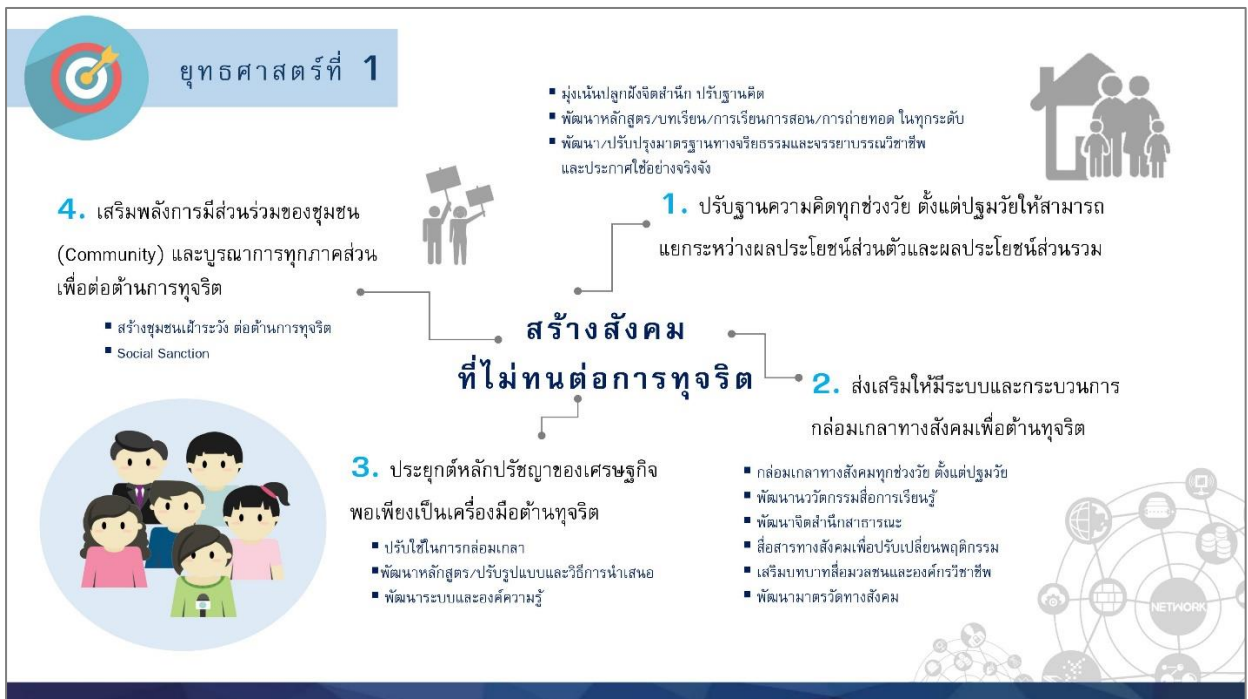 ยุทธศาสตร์ที่ 1
▪ มุ่งเน้นปลูกฝังจิตสำนึก ปรับฐานคิด
▪ พัฒนาหลักสูตร/บทเรียน/การเรียนการสอน/การถ่ายทอด ในทุกระดับ
▪ พัฒนา/ปรับปรุงมาตรฐานทางจริยธรรมและจรรยาบรรณวิชาชีพ
และประกาศใช้อย่างจริงจัง
1. ปรับฐานความคิดทุกช่วงวัย ตั้งแต่ปฐมวัยให้สามารถ
แยกระหว่างผลประโยชน์ส่วนตัวและผลประโยชน์ส่วนรวม
4. เสริมพลังการมีส่วนร่วมของชุมชน
(Community) และบูรณาการทุกภาคส่วน
เพื่อต่อต้านการทุจริต
▪ สร้างชุมชนเฝ้าระวัง ต่อต้านการทุจริต
▪ Social Sanction
สร้างสังคม
ที่ไม่ทนต่อการทุจริต
2. ส่งเสริมให้มีระบบและกระบวนการ
กล่อมเกลาทางสังคมเพื่อต้านทุจริต
▪ กล่อมเกลาทางสังคมทุกช่วงวัย ตั้งแต่ปฐมวัย
▪ พัฒนานวัตกรรมสื่อการเรียนรู้
▪ พัฒนาจิตสำนึกสาธารณะ
▪ สื่อสารทางสังคมเพื่อปรับเปลี่ยนพฤติกรรม
▪ เสริมบทบาทสื่อมวลชนและองค์กรวิชาชีพ
▪ พัฒนามาตรวัดทางสังคม
3. ประยุกต์หลักปรัชญาของเศรษฐกิจ
พอเพียงเป็นเครื่องมือต้านทุจริต
▪ ปรับใช้ในการกล่อมเกลา
▪พัฒนาหลักสูตร/ปรับรูปแบบและวิธีการนำเสนอ
▪ พัฒนาระบบและองค์ความรู้
NETWORK